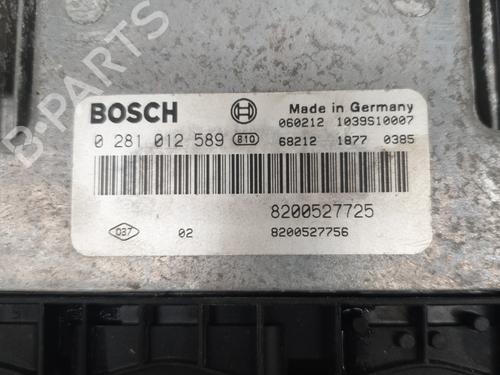 B-PARTS
BOSCH
Made in Germany
060212 1039S10007
0 281 012 589 810
68212 1877 0385
8200527725
037 02 8200527756